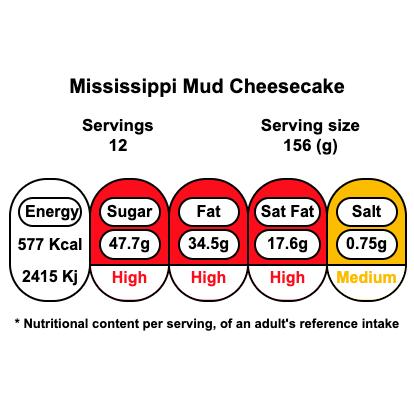 Mississippi Mud Cheesecake
Servings
12
Serving size
156 (g)
Energy Sugar Fat Sat Fat Salt
577 Kcal 47.7g 34.5g 17.6g 0.75g
2415 Kj High High High Medium
* Nutritional content per serving, of an adult's reference intake